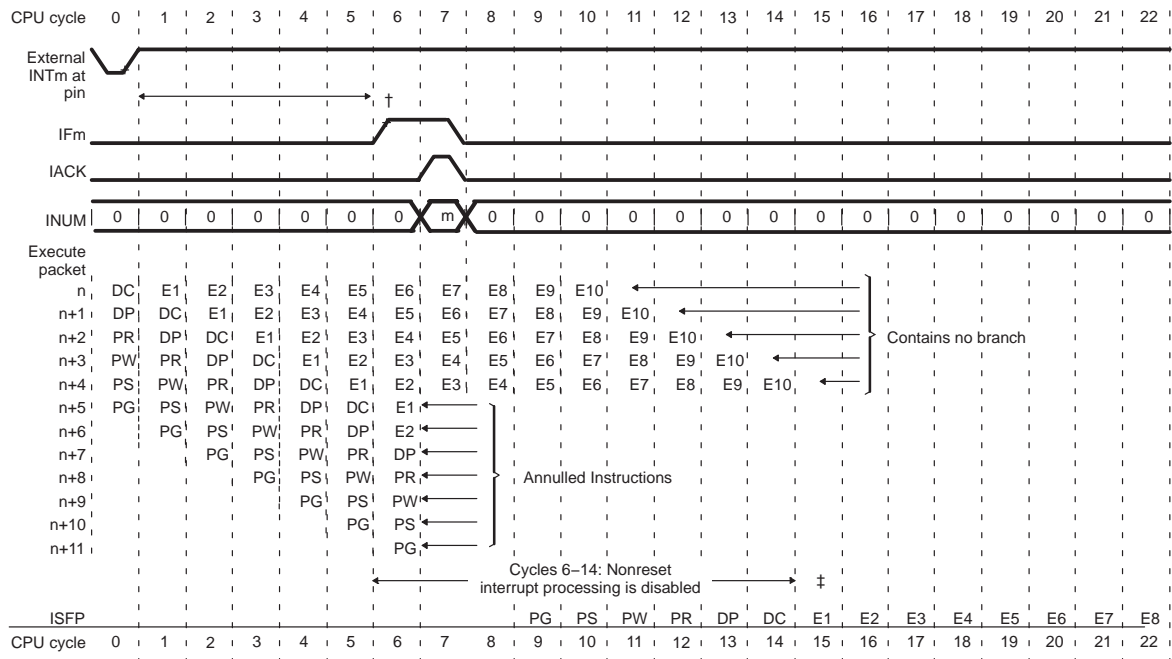 CPU cycle 0 1 2 3 4 5 6 7 8 9 10 11 12 13 14 15 16 17 18 19 20 21 22
External
INTm at
pin
†
IFm
IACK
INUM 0 0 0 0 0 0 0 m 0 0 0 0 0 0 0 0 0 0 0 0 0 0 0
Execute
packet
n DC E1 E2 E3 E4 E5 E6 E7 E8 E9 E10
n+1 DP DC E1 E2 E3 E4 E5 E6 E7 E8 E9 E10
n+2 PR DP DC E1 E2 E3 E4 E5 E6 E7 E8 E9 E10
Contains no branch
n+3 PW PR DP DC E1 E2 E3 E4 E5 E6 E7 E8 E9 E10
n+4 PS PW PR DP DC E1 E2 E3 E4 E5 E6 E7 E8 E9 E10
n+5 PG PS PW PR DP DC E1
n+6 PG PS PW PR DP E2
n+7 PG PS PW PR DP
n+8 PG PS PW PR
Annulled Instructions
n+9 PG PS PW
n+10 PG PS
n+11 PG
Cycles 6–14: Nonreset
interrupt processing is disabled
‡
ISFP PG PS PW PR DP DC E1 E2 E3 E4 E5 E6 E7 E8
CPU cycle 0 1 2 3 4 5 6 7 8 9 10 11 12 13 14 15 16 17 18 19 20 21 22